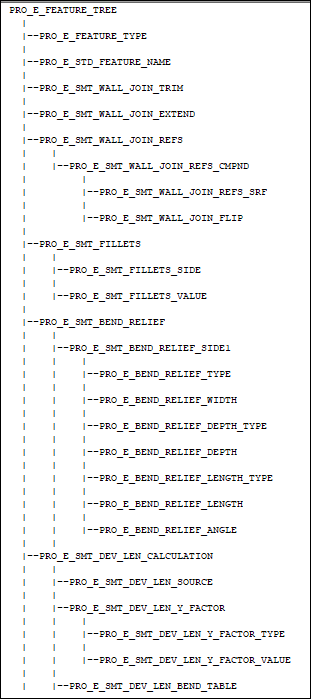 PRO_E_FEATURE_TREE
|--PRO_E_FEATURE_TYPE
|--PRO_E_STD_FEATURE_NAME
|--PRO_E_SMT_WALL_JOIN_TRIM
|--PRO_E_SMT_WALL_JOIN_EXTEND
|--PRO_E_SMT_WALL_JOIN_REFS
|--PRO_E_SMT_WALL_JOIN_REFS_CMPND
|--PRO_E_SMT_WALL_JOIN_REFS_SRF
|--PRO_E_SMT_WALL_JOIN_FLIP
|--PRO_E_SMT_FILLETS
|--PRO_E_SMT_FILLETS_SIDE
|--PRO_E_SMT_FILLETS_VALUE
|--PRO_E_SMT_BEND_RELIEF
|--PRO_E_SMT_BEND_RELIEF_SIDE1
|--PRO_E_BEND_RELIEF_TYPE
|--PRO_E_BEND_RELIEF_WIDTH
|--PRO_E_BEND_RELIEF_DEPTH_TYPE
|--PRO_E_BEND_RELIEF_DEPTH
|--PRO_E_BEND_RELIEF_LENGTH_TYPE
|--PRO_E_BEND_RELIEF_LENGTH
|--PRO_E_BEND_RELIEF_ANGLE
|--PRO_E_SMT_DEV_LEN_CALCULATION
|--PRO_E_SMT_DEV_LEN_SOURCE
|--PRO_E_SMT_DEV_LEN_Y_FACTOR
|--PRO_E_SMT_DEV_LEN_Y_FACTOR_TYPE
|--PRO_E_SMT_DEV_LEN_Y_FACTOR_VALUE
|--PRO_E_SMT_DEV_LEN_BEND_TABLE